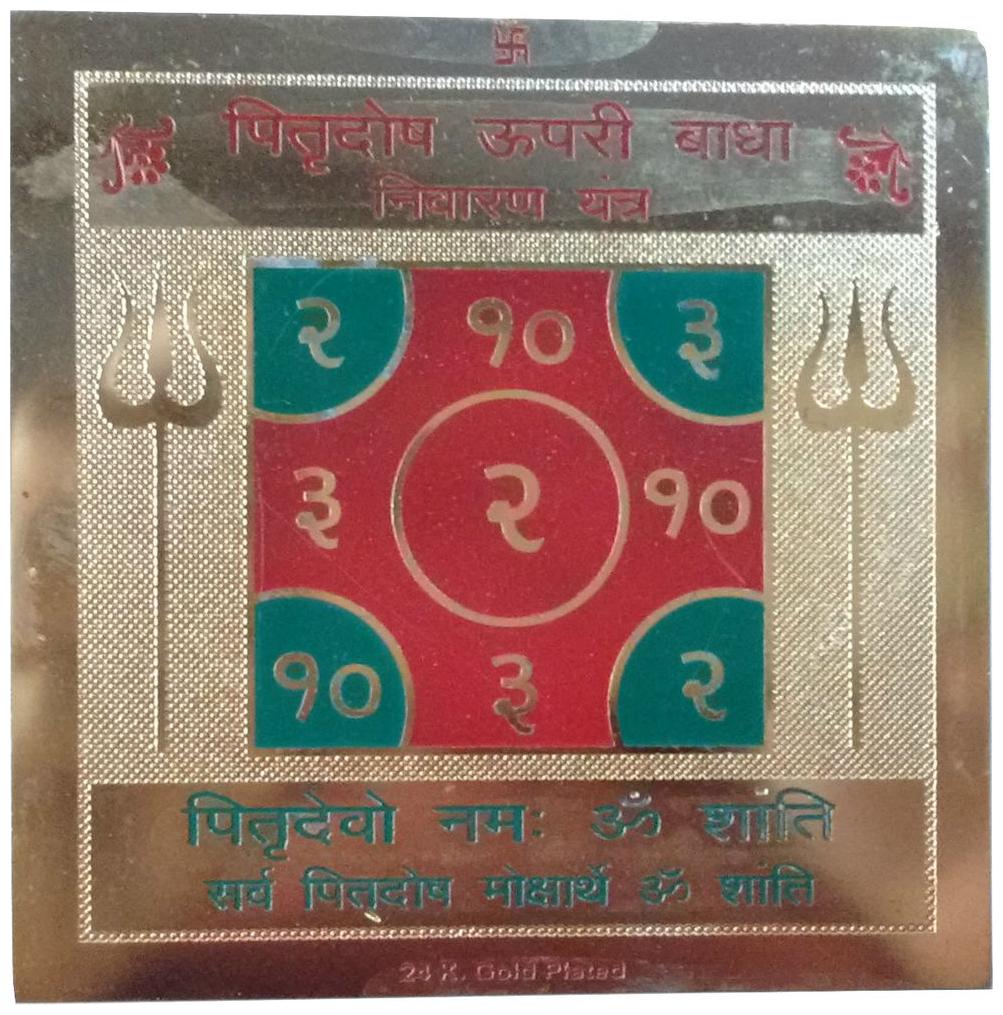 पितृदोष ऊपरी बाधा
निवारण यंत्र
२ १० ३
३ २ १०
१० ३ २
पितृदेवो नमः ॐ शांति
सर्व पितृदोष मोक्षार्थे ॐ शांति
24 K. Gold Plated